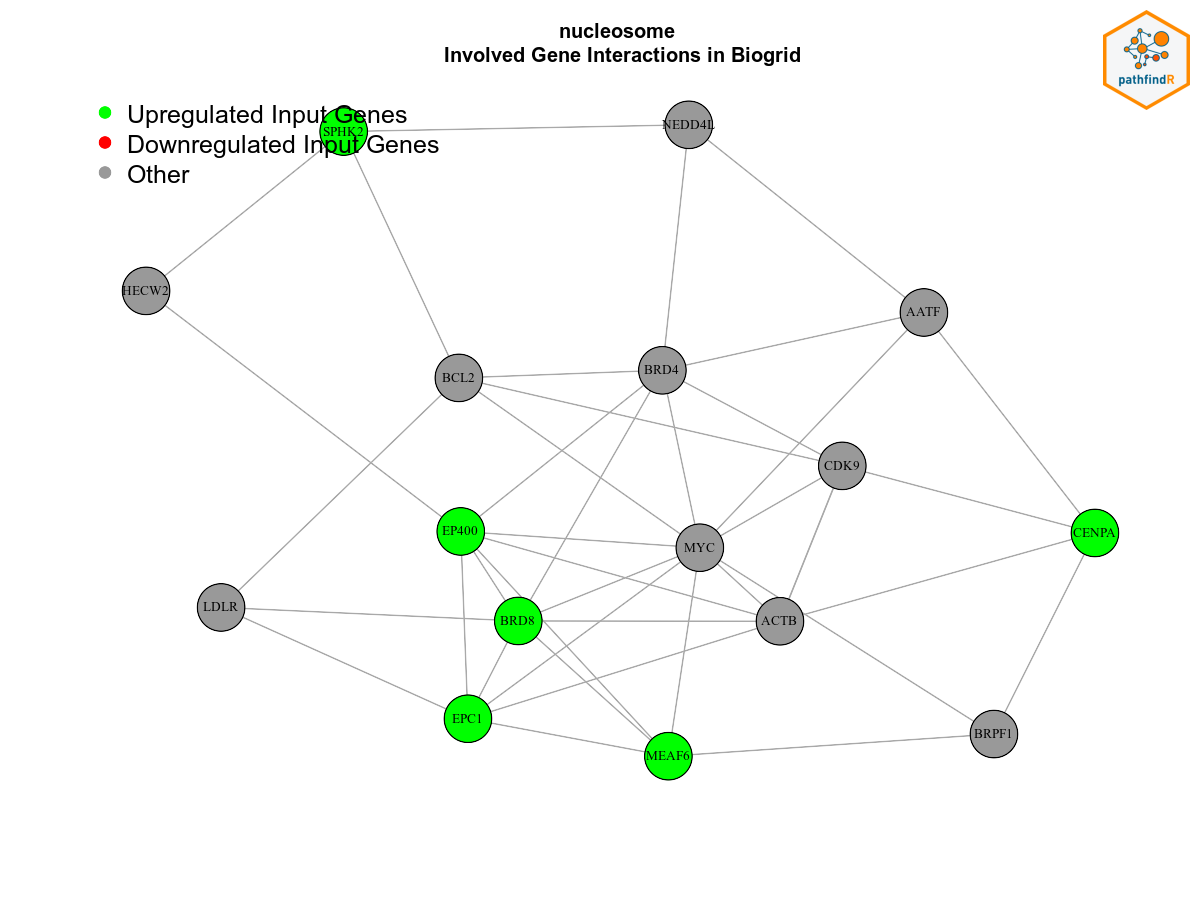 nucleosome
Involved Gene Interactions in Biogrid
pathfindR
Upregulated Input Genes
Downregulated Input Genes
Other
SPHK2
NEDD4L
HECW2
AATF
BCL2
BRD4
CDK9
EP400
MYC
CENPA
LDLR
BRD8
ACTB
EPC1
BRPF1
MEAF6